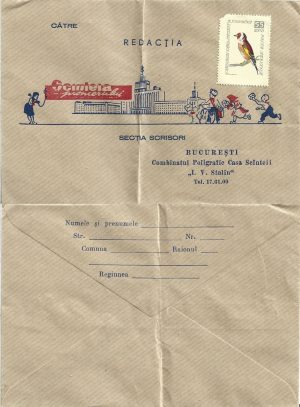 CĂTRE
REDACȚIA
Scînteia
pionierului
SECȚIA SCRISORI
BUCUREȘTI
Combinatul Poligrafic Casa Scînteii
„I. V. Stalin”
Tel. 17.61.00
Numele și prenumele
Str. Nr.
Comuna Raionul
Regiunea